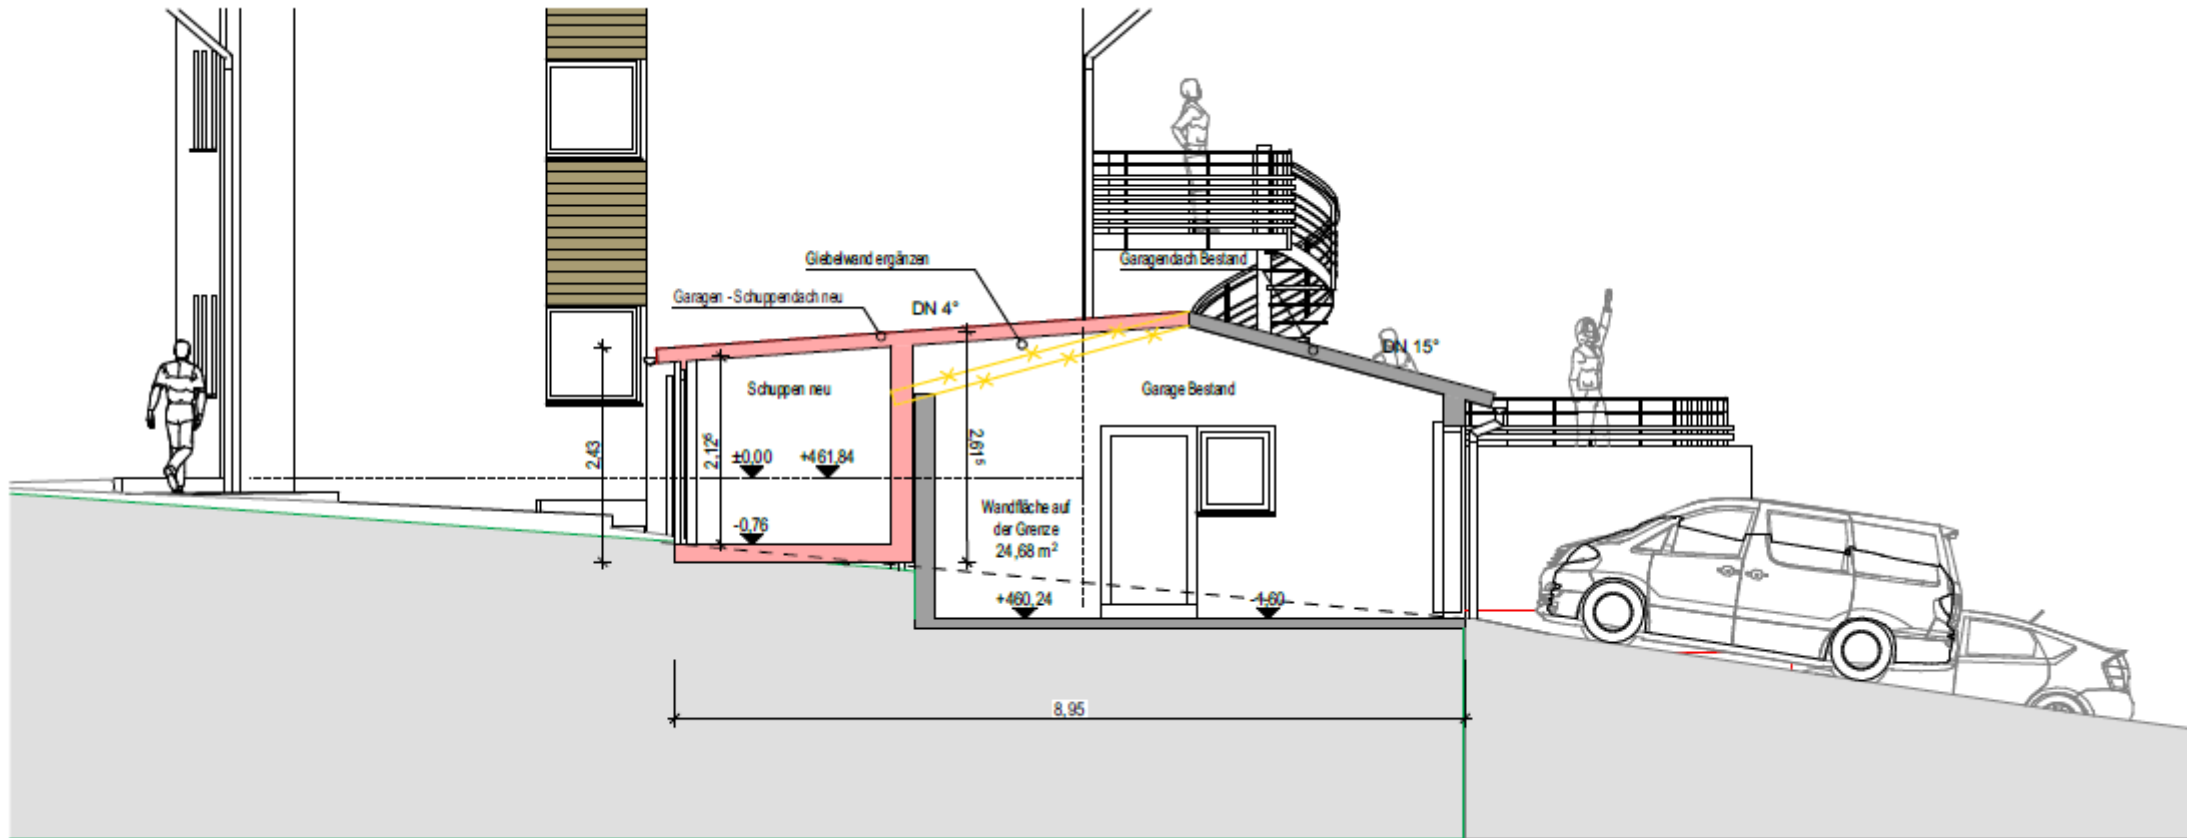 Giebelwand ergänzen
Garagendach Bestand
Garagen - Schuppendach neu
DN 4°
DN 15°
Schuppen neu
Garage Bestand
2,43
2,12⁵
2,61⁵
±0,00
+461,84
-0,76
Wandfläche auf
der Grenze
24,68 m²
+460,24
-1,60
8,95